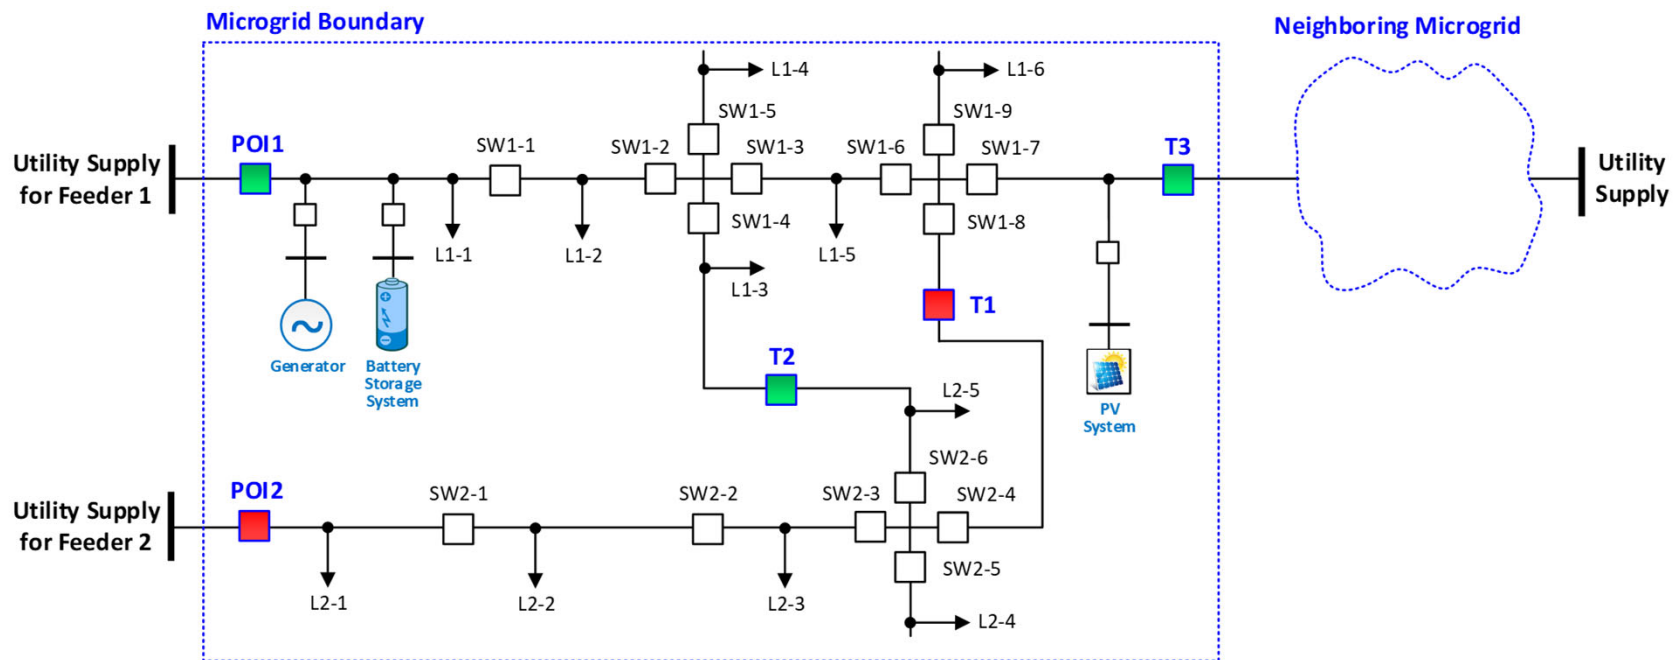 Microgrid Boundary
Neighboring Microgrid
L1-4
L1-6
SW1-5
SW1-9
POI1
SW1-1
SW1-2
SW1-3
SW1-6
SW1-7
T3
Utility Supply
for Feeder 1
Utility
Supply
SW1-4
SW1-8
L1-1
L1-2
L1-5
L1-3
T1
Generator
Battery
Storage
System
T2
L2-5
PV
System
SW2-6
POI2
SW2-1
SW2-2
SW2-3
SW2-4
Utility Supply
for Feeder 2
SW2-5
L2-1
L2-2
L2-3
L2-4